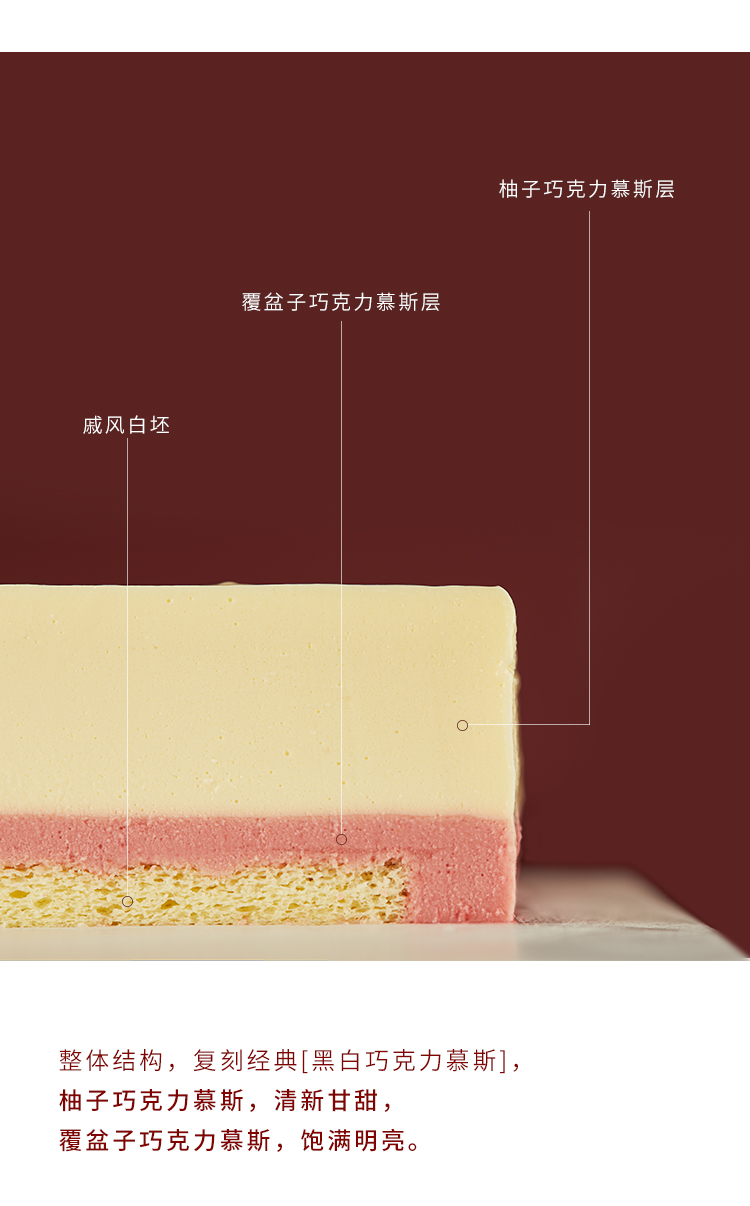 柚子巧克力慕斯层
覆盆子巧克力慕斯层
戚风白坯
整体结构，复刻经典[黑白巧克力慕斯]，
柚子巧克力慕斯，清新甘甜，
覆盆子巧克力慕斯，饱满明亮。